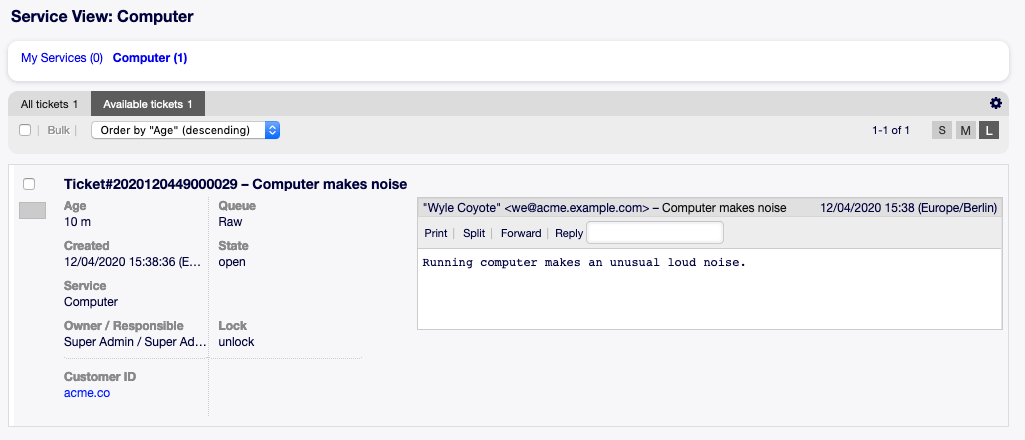 Service View: Computer
My Services (0) Computer (1)
All tickets 1 Available tickets 1
Bulk | Order by "Age" (descending) 1-1 of 1 S M L
Ticket#2020120449000029 – Computer makes noise
Age Queue
10 m Raw
Created State
12/04/2020 15:38:36 (E... open
Service
Computer
Owner / Responsible Lock
Super Admin / Super Ad... unlock
Customer ID
acme.co
"Wyle Coyote" <we@acme.example.com> – Computer makes noise 12/04/2020 15:38 (Europe/Berlin)
Print | Split | Forward | Reply
Running computer makes an unusual loud noise.